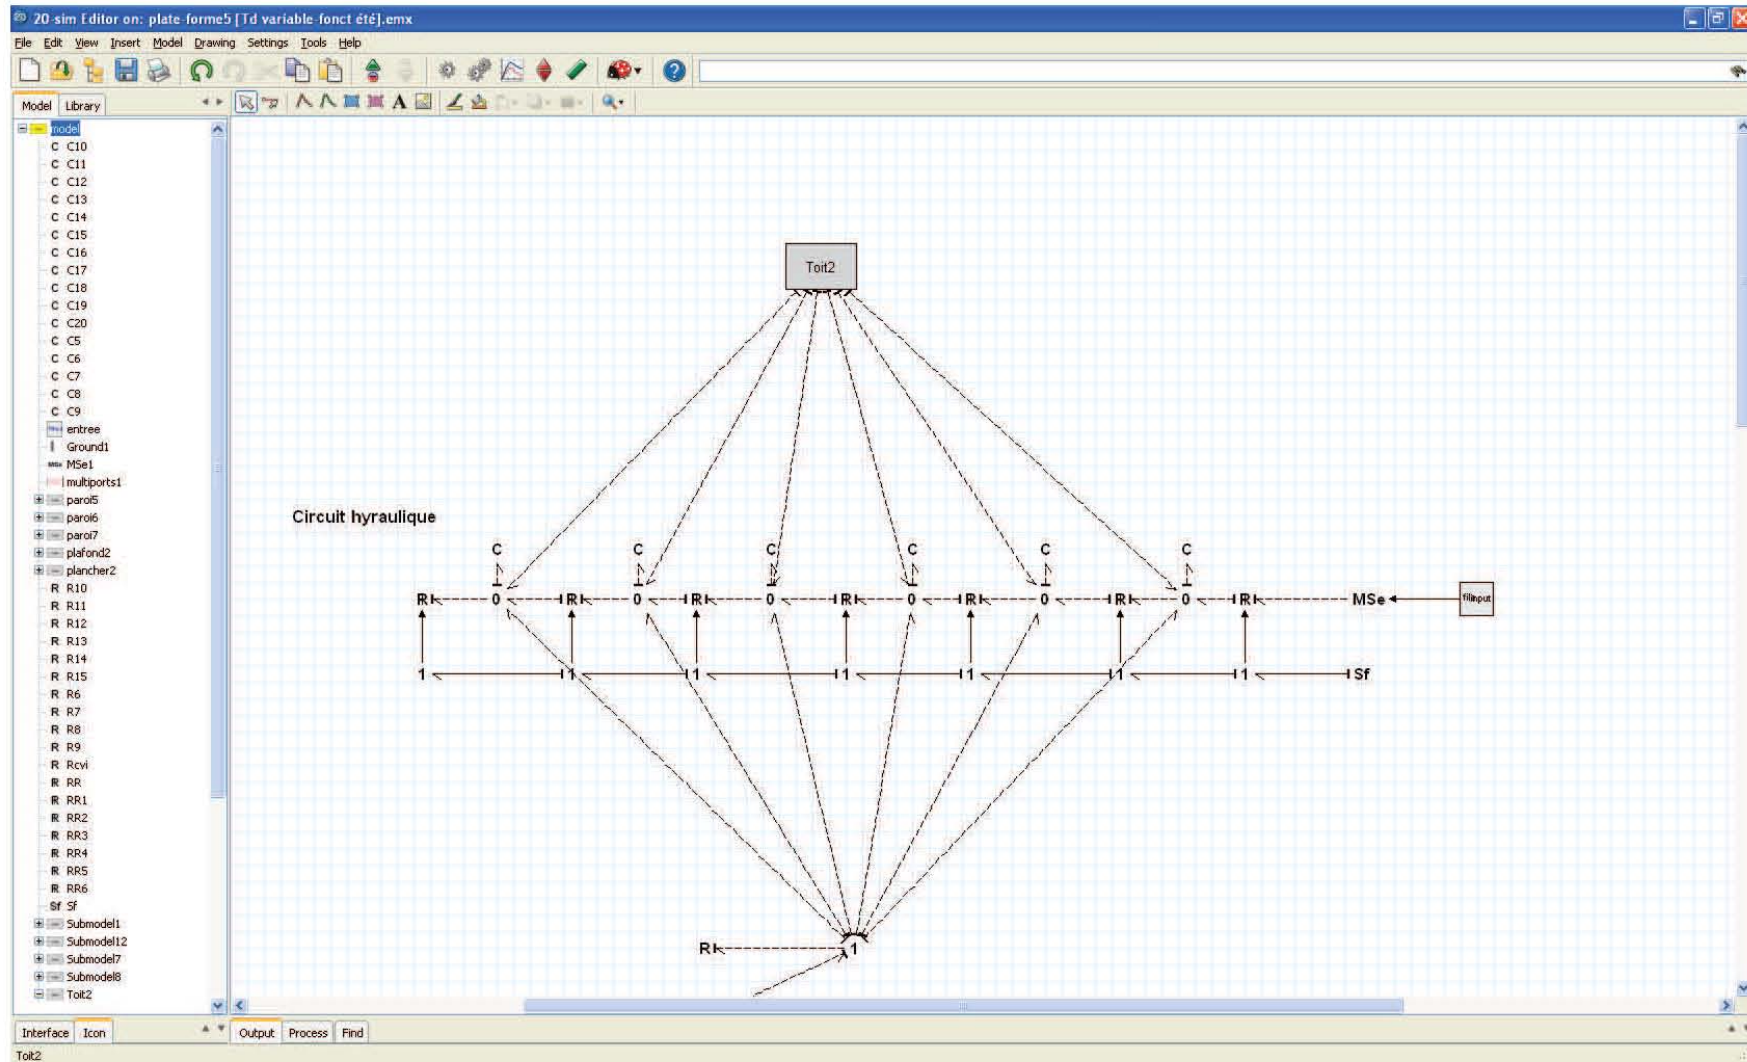 20-sim Editor on: plate-forme5 [Td variable-fonct été].emx
File Edit View Insert Model Drawing Settings Tools Help
Model Library
model
C C10
C C11
C C12
C C13
C C14
C C15
C C16
C C17
C C18
C C19
C C20
C C5
C C6
C C7
C C8
C C9
entree
Ground1
MSe MSe1
multiports1
paroi5
paroi6
paroi7
plafond2
plancher2
R R10
R R11
R R12
R R13
R R14
R R15
R R6
R R7
R R8
R R9
R Rcvi
R RR
R RR1
R RR2
R RR3
R RR4
R RR5
R RR6
Sf Sf
Submodel1
Submodel12
Submodel7
Submodel8
Toit2
Toit2
Circuit hyraulique
C C C C C C
R 0 R 0 R 0 R 0 R 0 R 0 R MSe filinput
1 1 1 1 1 1 1 Sf
R 1
Interface Icon Output Process Find
Toit2